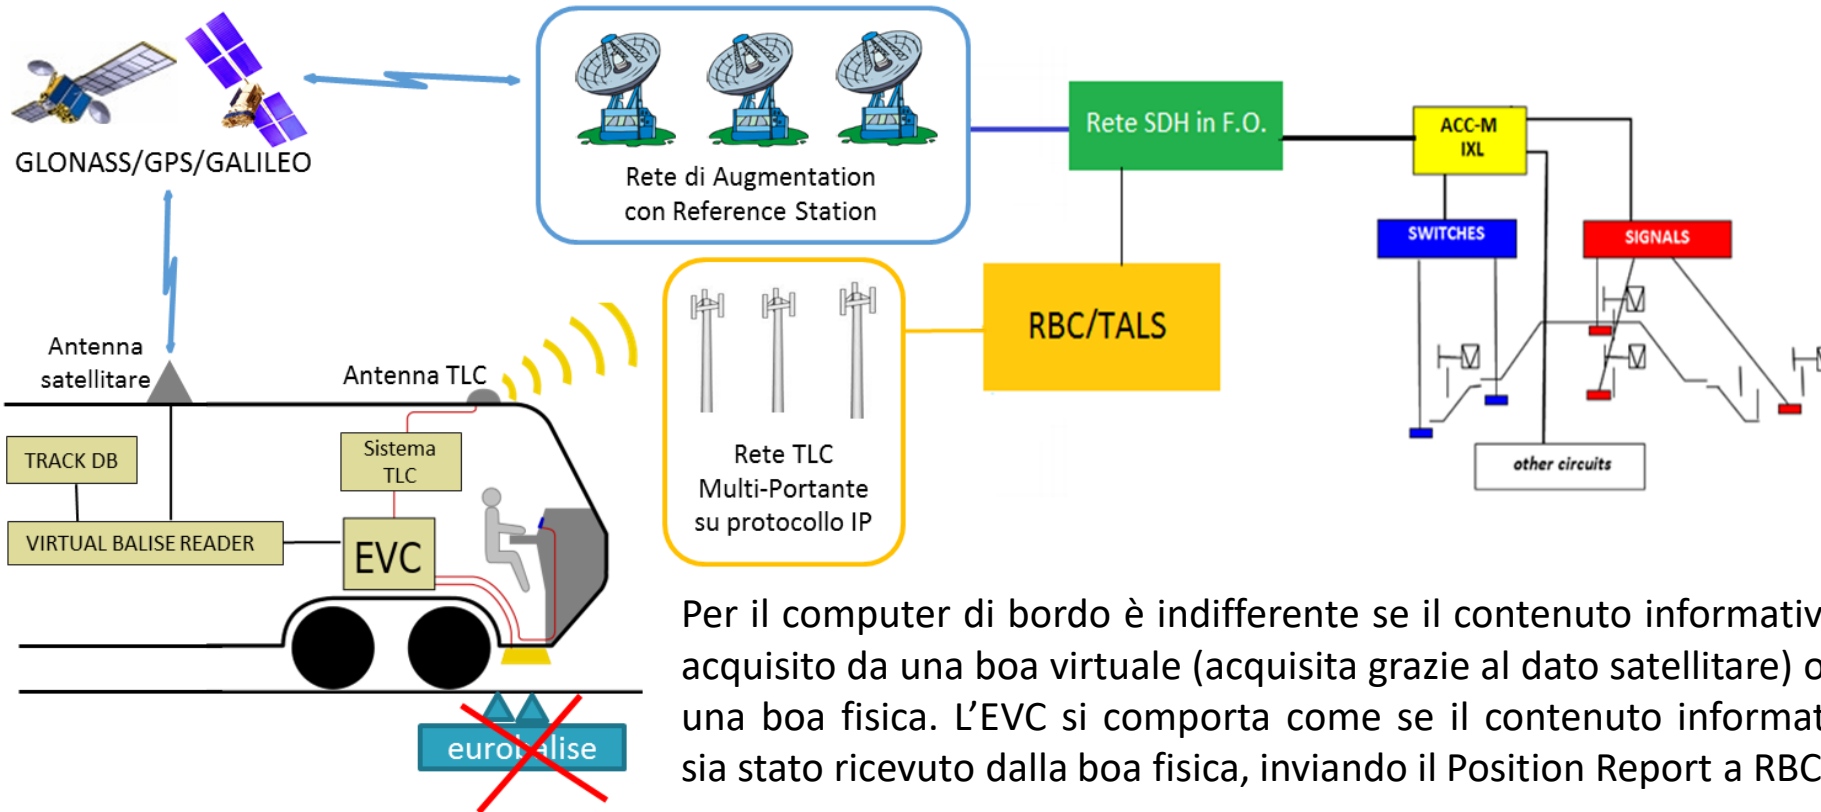 GLONASS/GPS/GALILEO
Rete di Augmentation
con Reference Station
Rete SDH in F.O.
ACC-M
IXL
SWITCHES
SIGNALS
RBC/TALS
other circuits
Antenna
satellitare
Antenna TLC
TRACK DB
Sistema
TLC
VIRTUAL BALISE READER
EVC
Rete TLC
Multi-Portante
su protocollo IP
eurobalise
Per il computer di bordo è indifferente se il contenuto informativ
acquisito da una boa virtuale (acquisita grazie al dato satellitare) o
una boa fisica. L’EVC si comporta come se il contenuto informat
sia stato ricevuto dalla boa fisica, inviando il Position Report a RBC